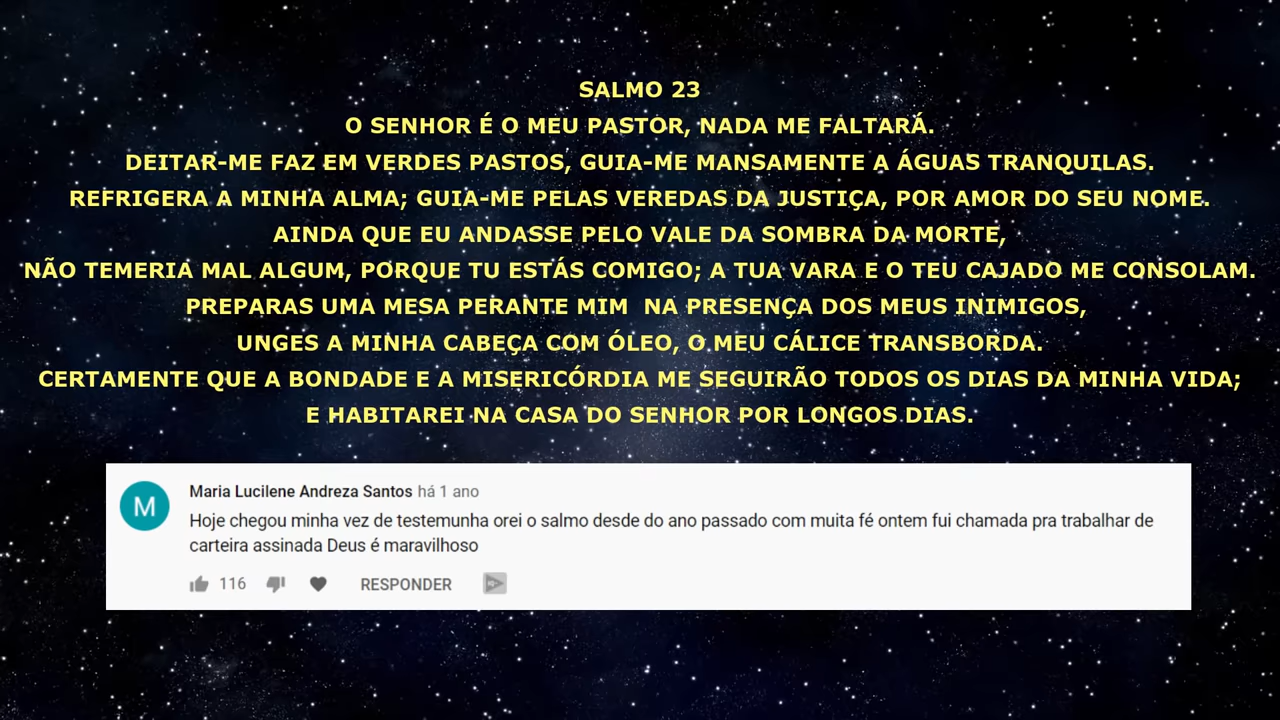 SALMO 23
O SENHOR É O MEU PASTOR, NADA ME FALTARÁ.
DEITAR-ME FAZ EM VERDES PASTOS, GUIA-ME MANSAMENTE A ÁGUAS TRANQUILAS.
REFRIGERA A MINHA ALMA; GUIA-ME PELAS VEREDAS DA JUSTIÇA, POR AMOR DO SEU NOME.
AINDA QUE EU ANDASSE PELO VALE DA SOMBRA DA MORTE,
NÃO TEMERIA MAL ALGUM, PORQUE TU ESTÁS COMIGO; A TUA VARA E O TEU CAJADO ME CONSOLAM.
PREPARAS UMA MESA PERANTE MIM  NA PRESENÇA DOS MEUS INIMIGOS,
UNGES A MINHA CABEÇA COM ÓLEO, O MEU CÁLICE TRANSBORDA.
CERTAMENTE QUE A BONDADE E A MISERICÓRDIA ME SEGUIRÃO TODOS OS DIAS DA MINHA VIDA;
E HABITAREI NA CASA DO SENHOR POR LONGOS DIAS.
M
Maria Lucilene Andreza Santos há 1 ano
Hoje chegou minha vez de testemunha orei o salmo desde do ano passado com muita fé ontem fui chamada pra trabalhar de
carteira assinada Deus é maravilhoso
116 RESPONDER